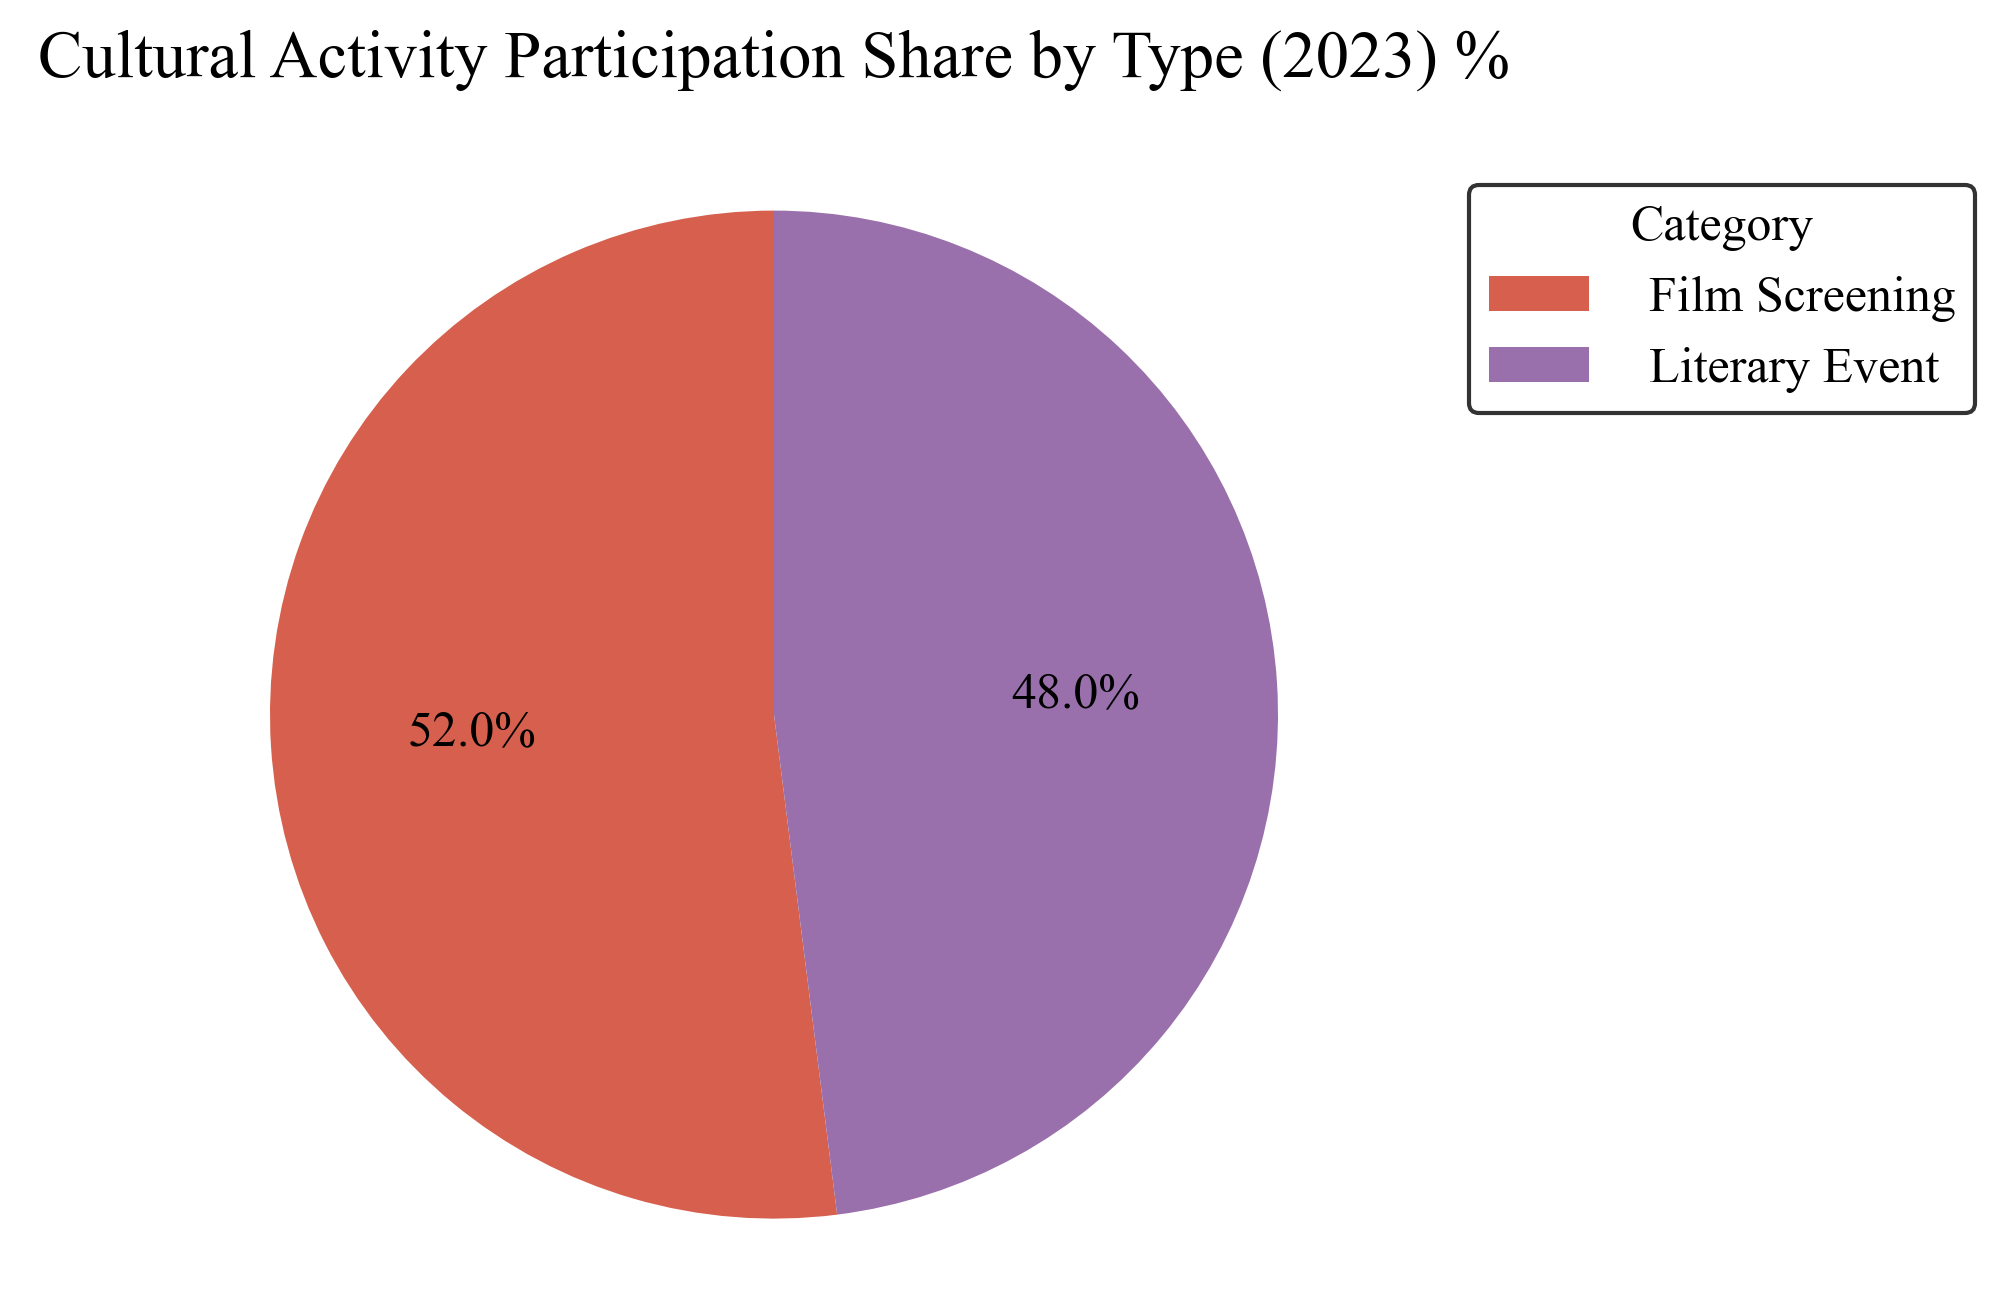 Cultural Activity Participation Share by Type (2023) %
Category
Film Screening
Literary Event
48.0%
52.0%